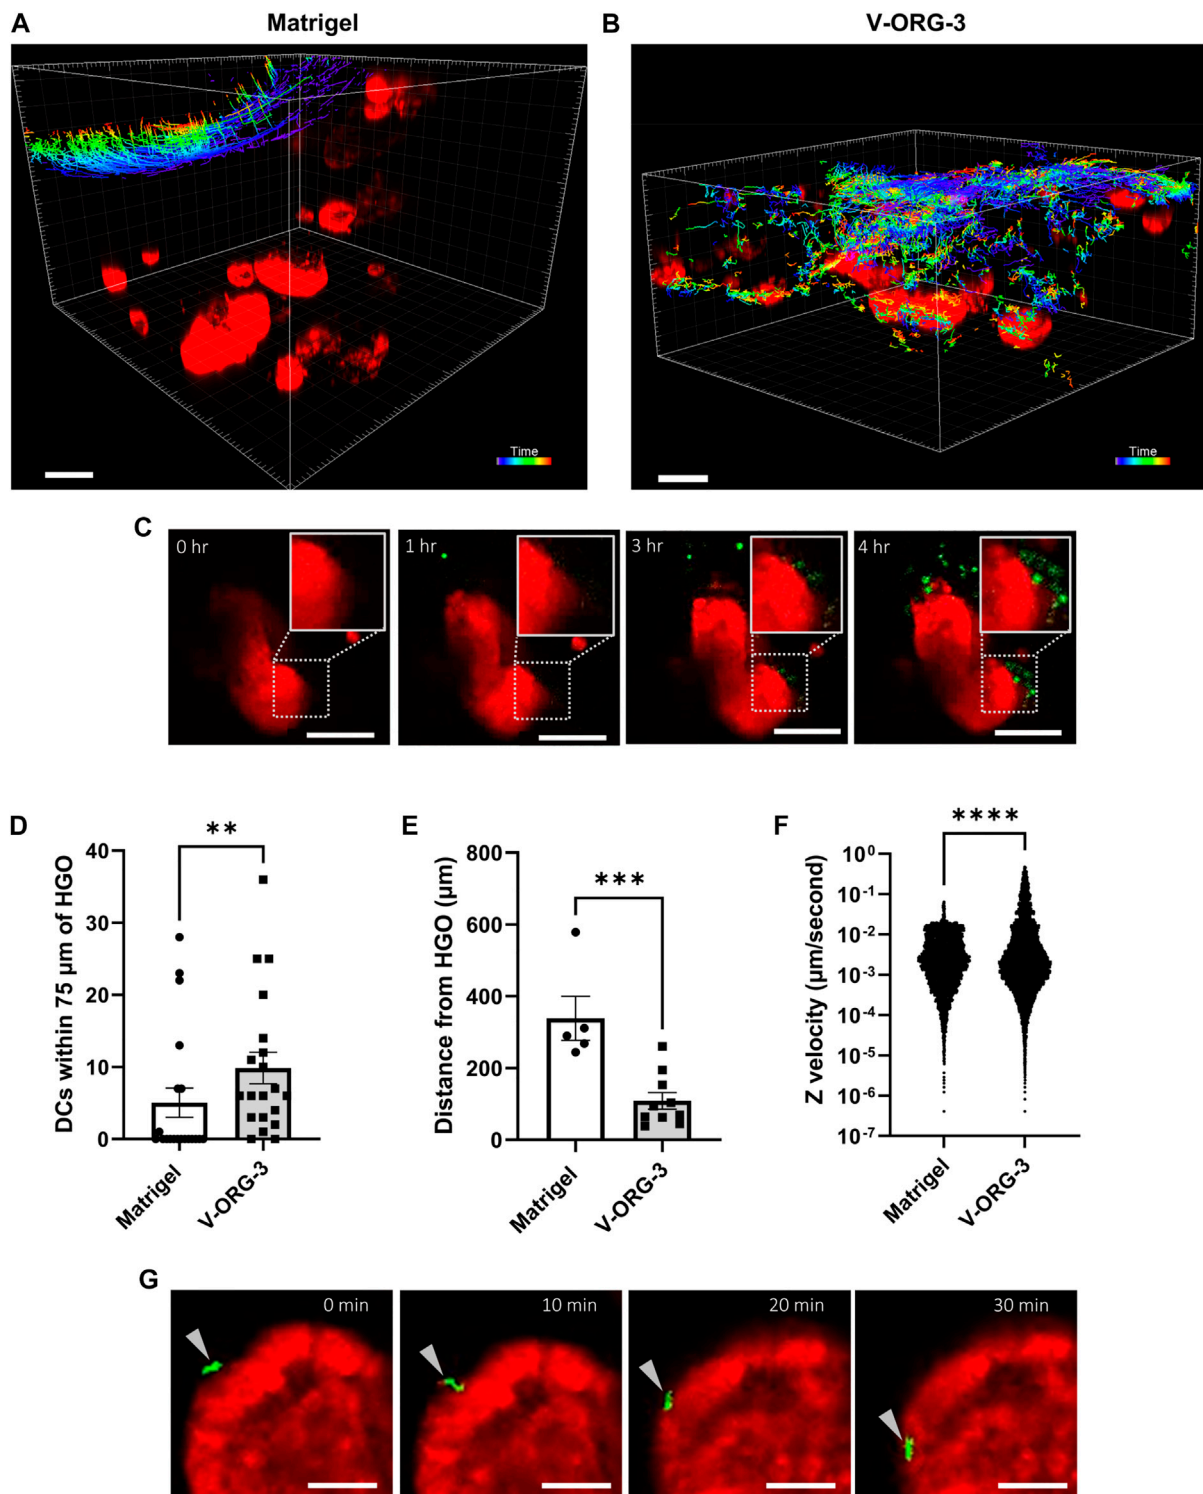 A Matrigel
B V-ORG-3
Time
Time
C
0 hr
1 hr
3 hr
4 hr
D
**
DCs within 75 µm of HGO
40
30
20
10
0
Matrigel
V-ORG-3
E
***
Distance from HGO (µm)
800
600
400
200
0
Matrigel
V-ORG-3
F
****
Z velocity (µm/second)
10⁰
10⁻¹
10⁻²
10⁻³
10⁻⁴
10⁻⁵
10⁻⁶
10⁻⁷
Matrigel
V-ORG-3
G
0 min
10 min
20 min
30 min